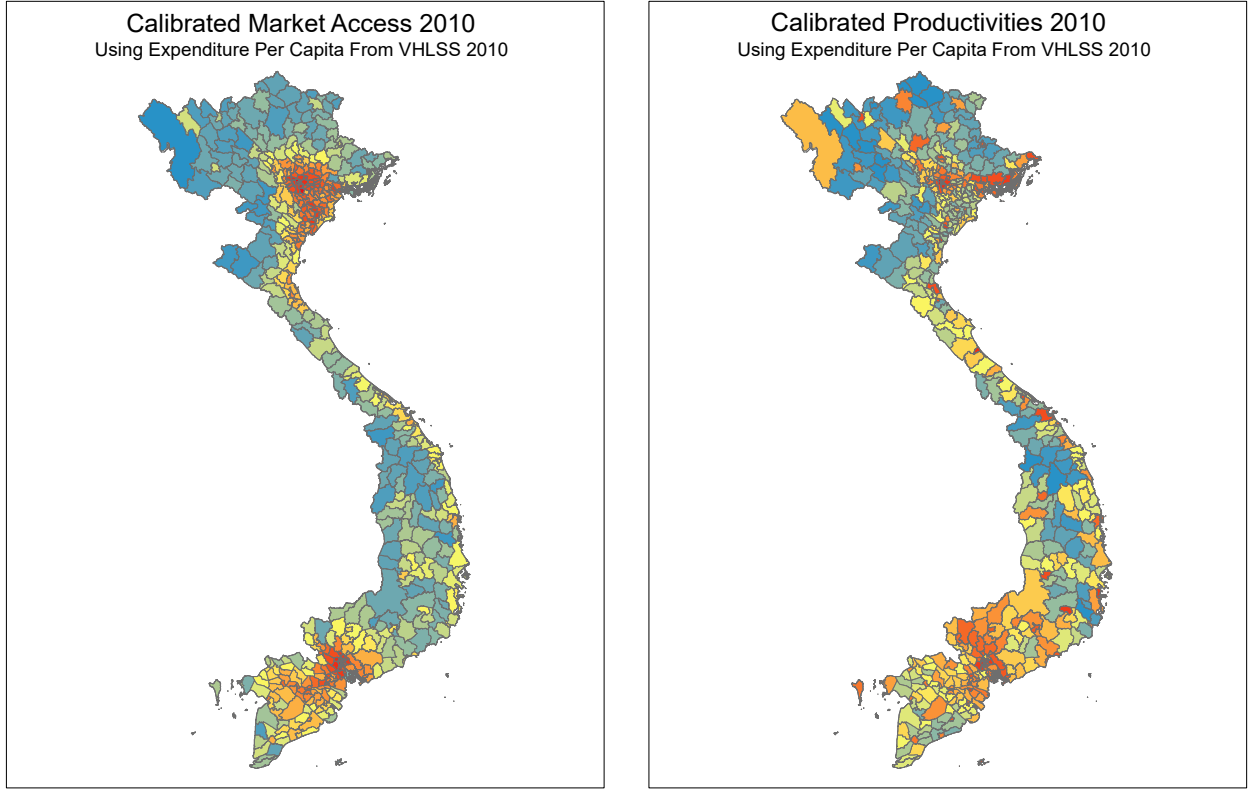 Calibrated Market Access 2010
Using Expenditure Per Capita From VHLSS 2010
Calibrated Productivities 2010
Using Expenditure Per Capita From VHLSS 2010